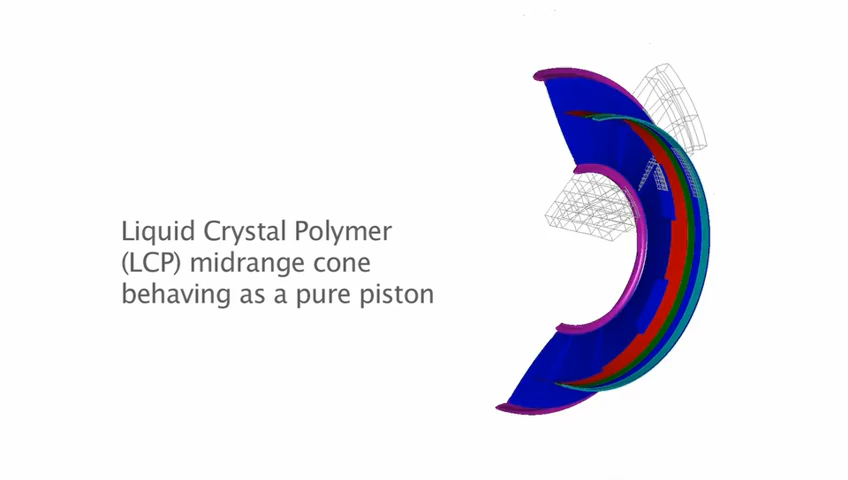 Liquid Crystal Polymer
(LCP) midrange cone
behaving as a pure piston